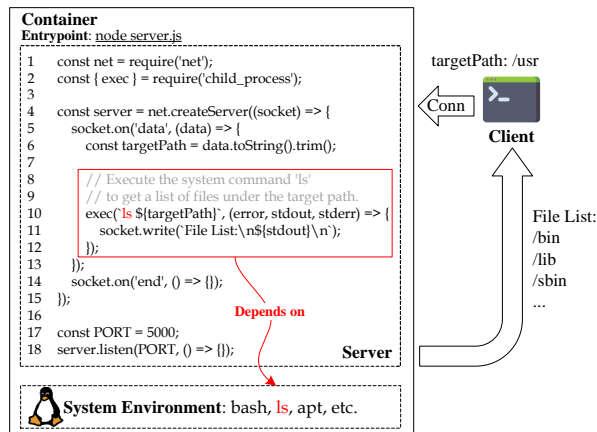 Container
Entrypoint: node server.js
1 const net = require('net');
2 const { exec } = require('child_process');
3
4 const server = net.createServer((socket) => {
5 socket.on('data', (data) => {
6 const targetPath = data.toString().trim();
7
8 // Execute the system command 'ls'
9 // to get a list of files under the target path.
10 exec(`ls ${targetPath}`, (error, stdout, stderr) => {
11 socket.write(`File List:\n${stdout}\n`);
12 });
13 });
14 socket.on('end', () => {});
15 });
16
17 const PORT = 5000;
18 server.listen(PORT, () => {});
Server
Depends on
System Environment: bash, ls, apt, etc.
targetPath: /usr
Conn
Client
File List:
/bin
/lib
/sbin
...